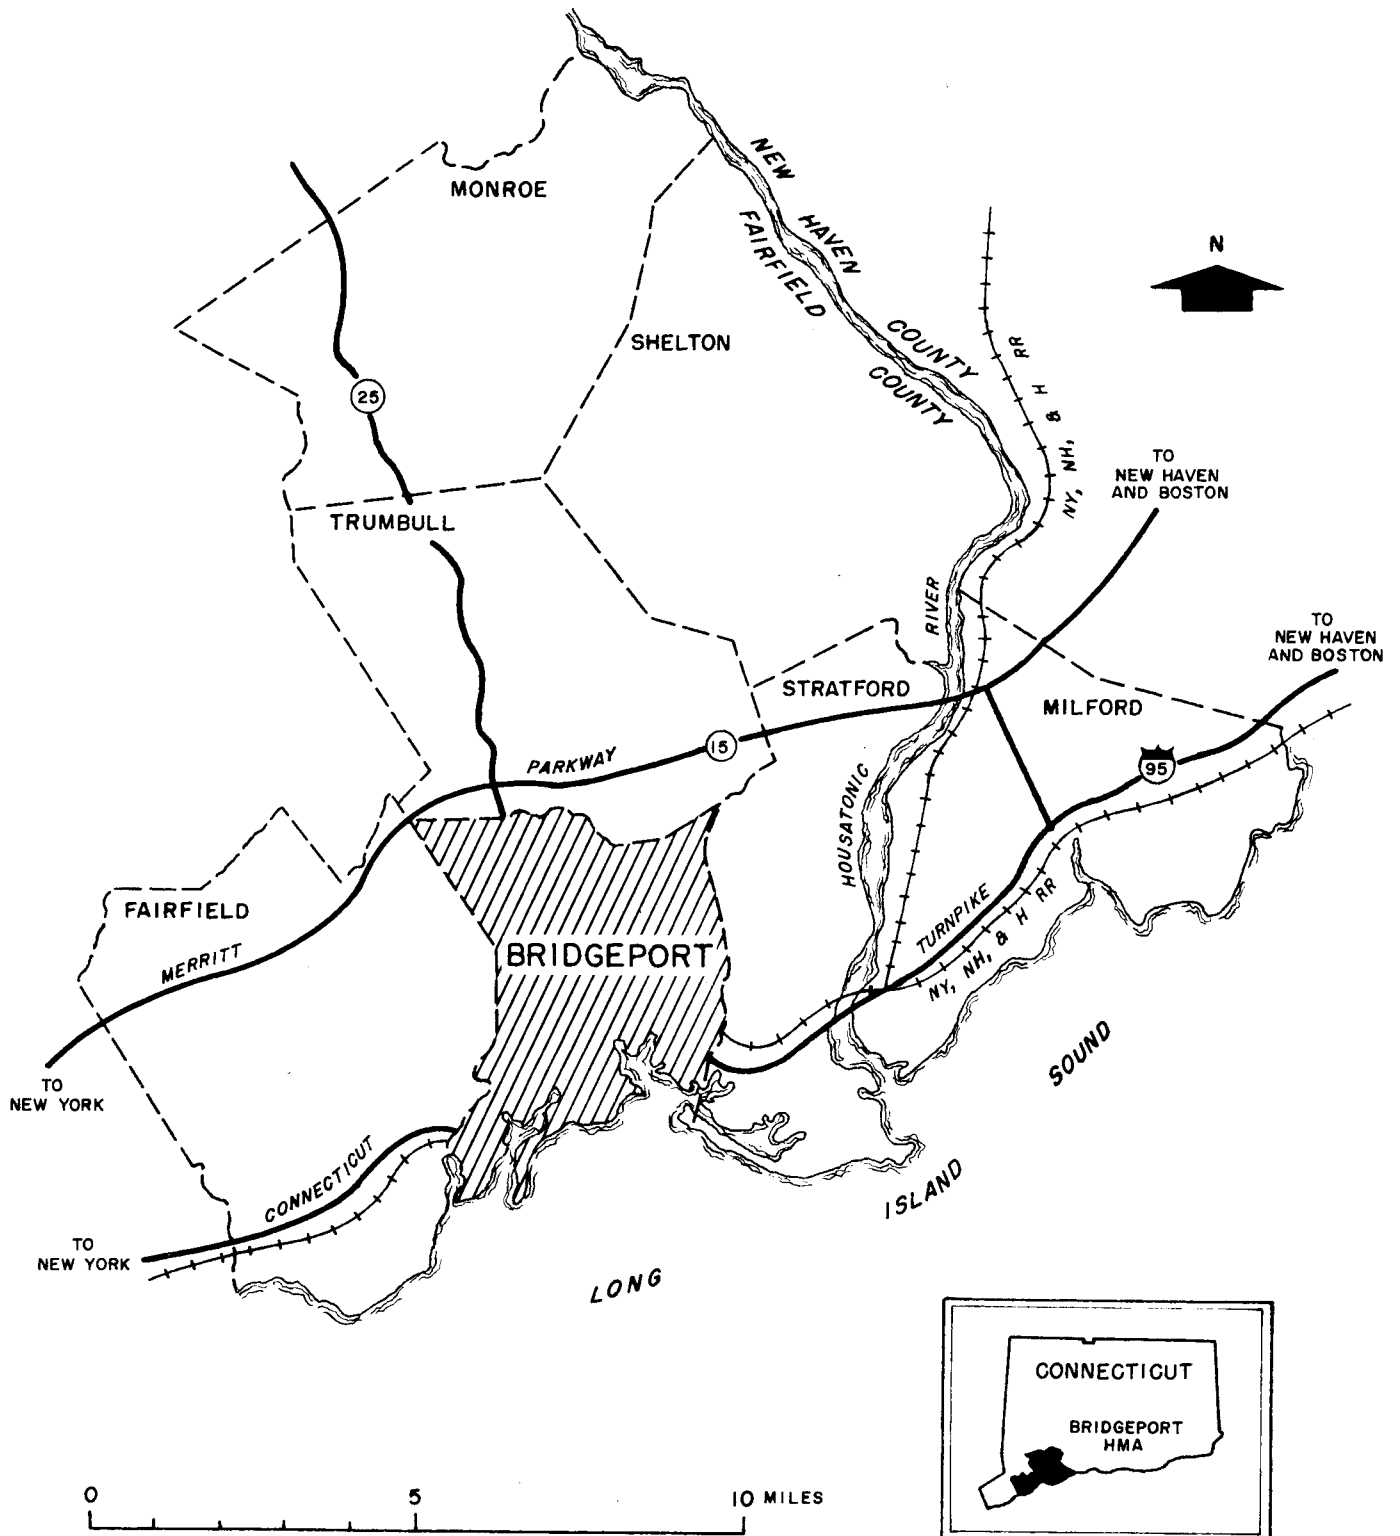 NEW HAVEN COUNTY
FAIRFIELD COUNTY
MONROE
N
SHELTON
NY, NH, & H RR
25
TO
NEW HAVEN
AND BOSTON
TRUMBULL
HOUSATONIC RIVER
TO
NEW HAVEN
AND BOSTON
STRATFORD
MILFORD
15
95
MERRITT PARKWAY
FAIRFIELD
BRIDGEPORT
CONNECTICUT TURNPIKE
NY, NH, & H RR
TO
NEW YORK
TO
NEW YORK
LONG ISLAND SOUND
CONNECTICUT
BRIDGEPORT
HMA
0 5 10 MILES